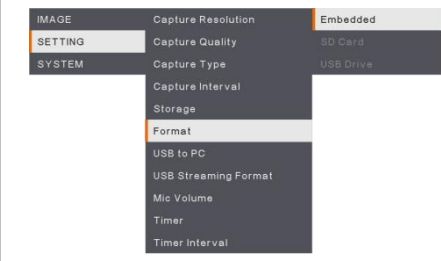 IMAGE
SETTING
SYSTEM
Capture Resolution
Capture Quality
Capture Type
Capture Interval
Storage
Format
USB to PC
USB Streaming Format
Mic Volume
Timer
Timer Interval
Embedded
SD Card
USB Drive